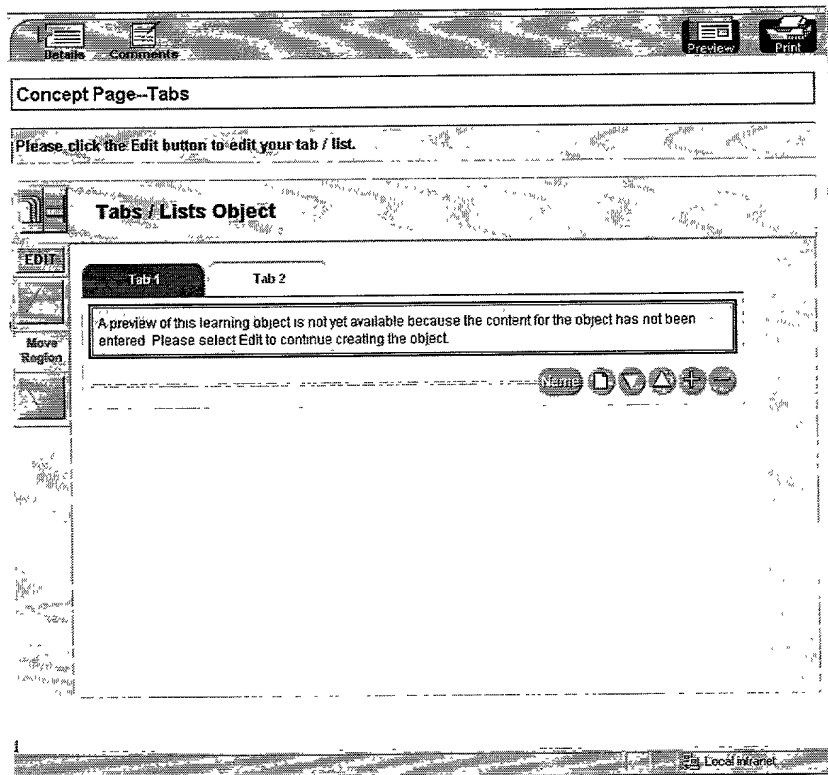 Details Comments Preview Print
Concept Page--Tabs
Please click the Edit button to edit your tab / list.
Tabs / Lists Object
EDIT
Tab 1 Tab 2
A preview of this learning object is not yet available because the content for the object has not been
entered Please select Edit to continue creating the object.
Move
Region
Name
1
Local intranet